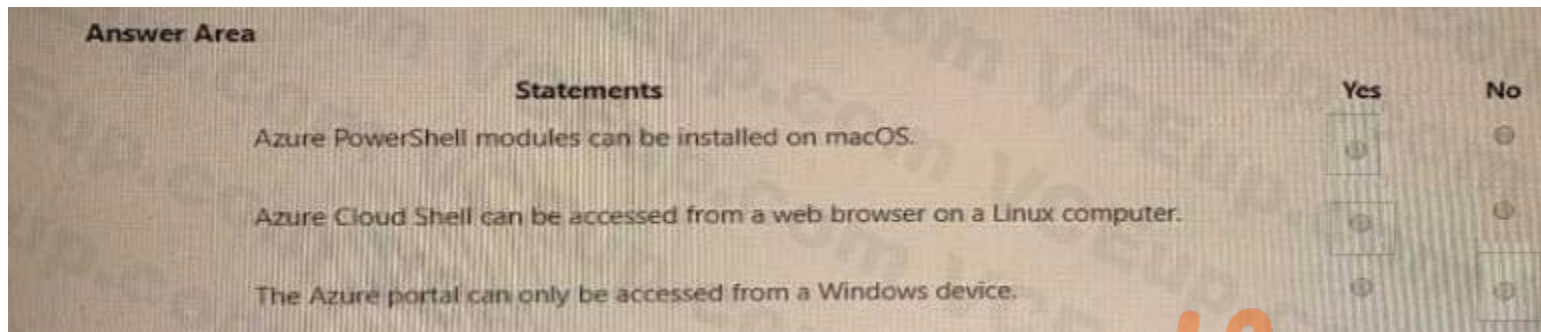 Answer Area
Statements Yes No
Azure PowerShell modules can be installed on macOS.
Azure Cloud Shell can be accessed from a web browser on a Linux computer.
The Azure portal can only be accessed from a Windows device.